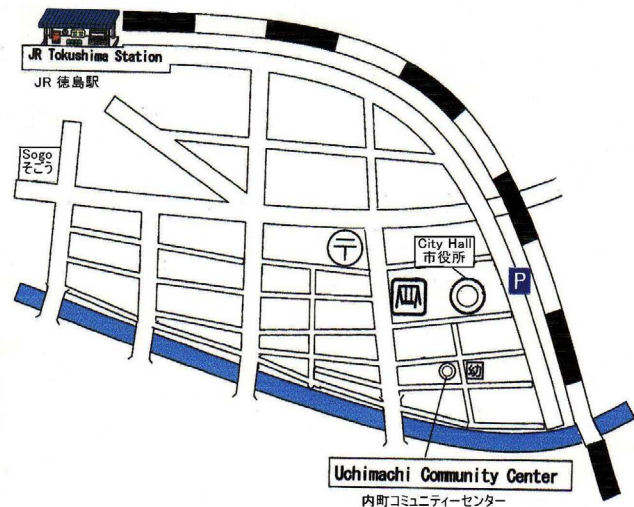 JR Tokushima Station
JR 徳島駅
Sogo
そごう
〒
City Hall
市役所
P
幼
Uchimachi Community Center
内町コミュニティーセンター